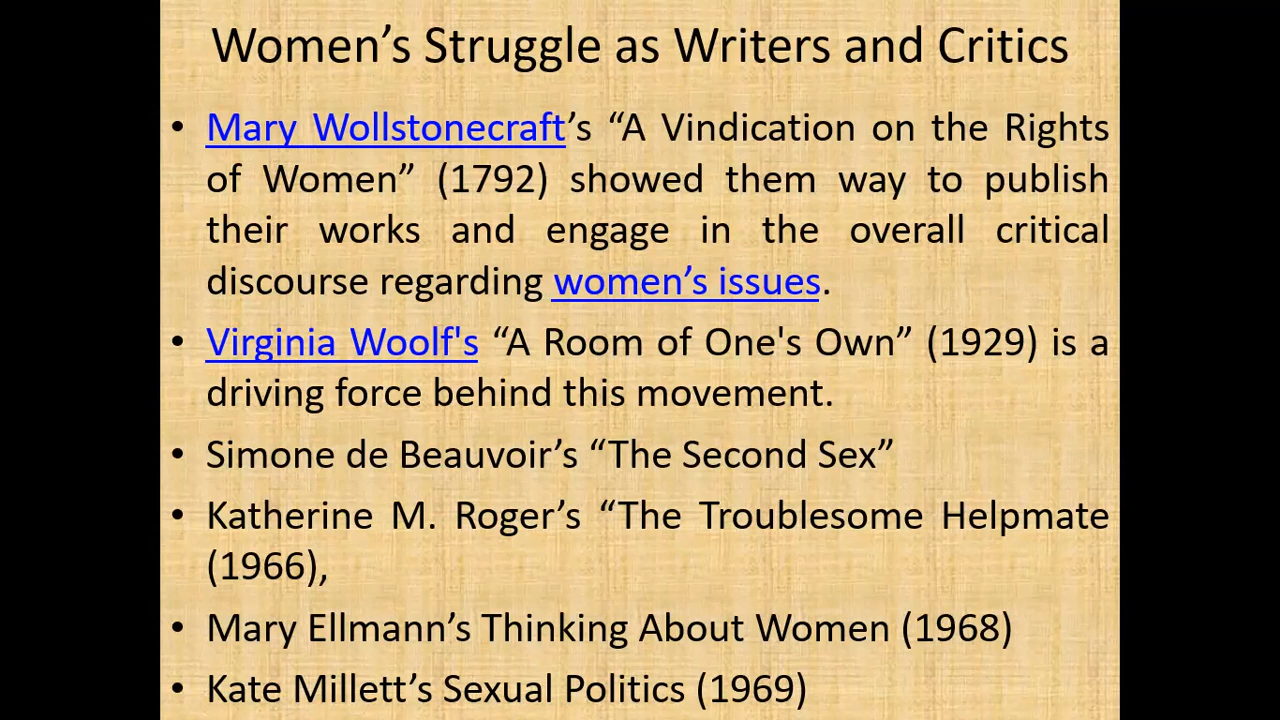 Women’s Struggle as Writers and Critics
• Mary Wollstonecraft’s “A Vindication on the Rights
of Women” (1792) showed them way to publish
their works and engage in the overall critical
discourse regarding women’s issues.
• Virginia Woolf's “A Room of One's Own” (1929) is a
driving force behind this movement.
• Simone de Beauvoir’s “The Second Sex”
• Katherine M. Roger’s “The Troublesome Helpmate
(1966),
• Mary Ellmann’s Thinking About Women (1968)
• Kate Millett’s Sexual Politics (1969)